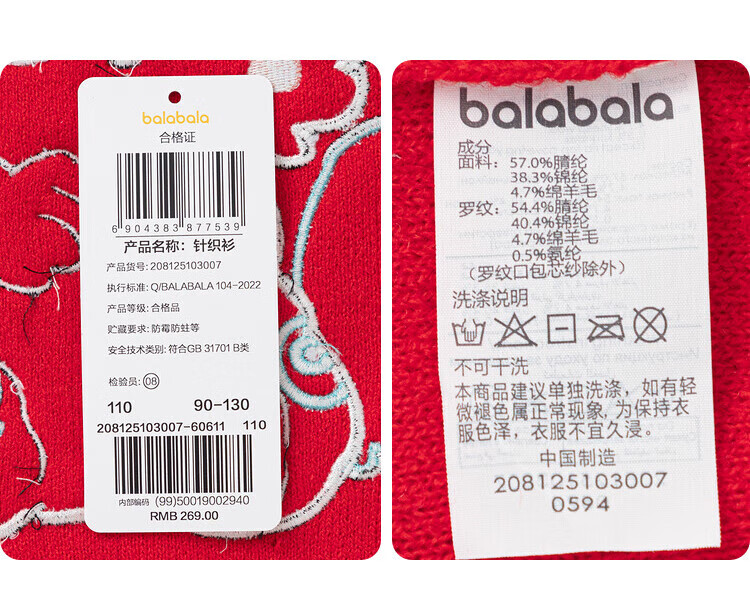 balabala
合格证
6 904383 877539
产品名称：针织衫
产品货号：208125103007
执行标准：Q/BALABALA 104-2022
产品等级：合格品
贮藏要求：防霉防蛀等
安全技术类别：符合GB 31701 B类
检验员 08
110 90-130
208125103007-60611 110
内部编码 (99)50019002940
RMB 269.00
balabala
成分
面料：57.0%腈纶
38.3%锦纶
4.7%绵羊毛
罗纹：54.4%腈纶
40.4%锦纶
4.7%绵羊毛
0.5%氨纶
（罗纹口包芯纱除外）
洗涤说明
不可干洗
本商品建议单独洗涤，如有轻
微褪色属正常现象，为保持衣
服色泽，衣服不宜久浸。
中国制造
208125103007
0594